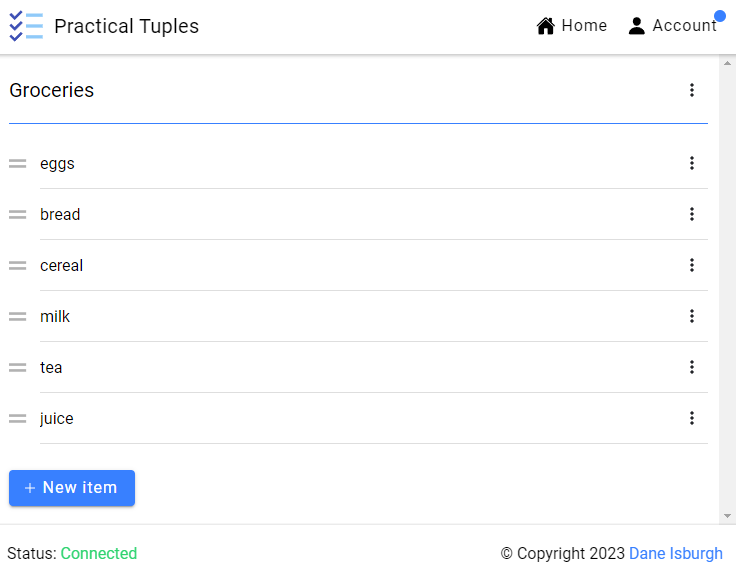 Practical Tuples Home Account
Groceries
eggs
bread
cereal
milk
tea
juice
+ New item
Status: Connected © Copyright 2023 Dane Isburgh